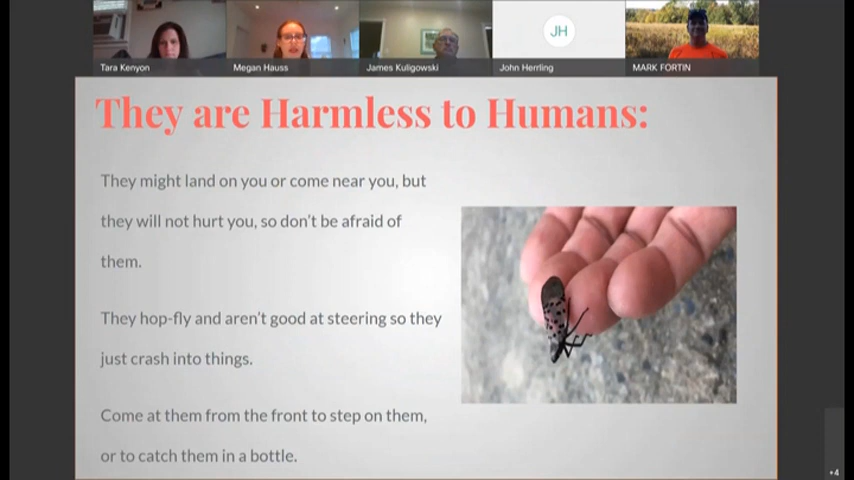 JH
Tara Kenyon
Megan Hauss
James Kuligowski
John Herrling
MARK FORTIN
They are Harmless to Humans:
They might land on you or come near you, but
they will not hurt you, so don't be afraid of
them.
They hop-fly and aren't good at steering so they
just crash into things.
Come at them from the front to step on them,
or to catch them in a bottle.
+4